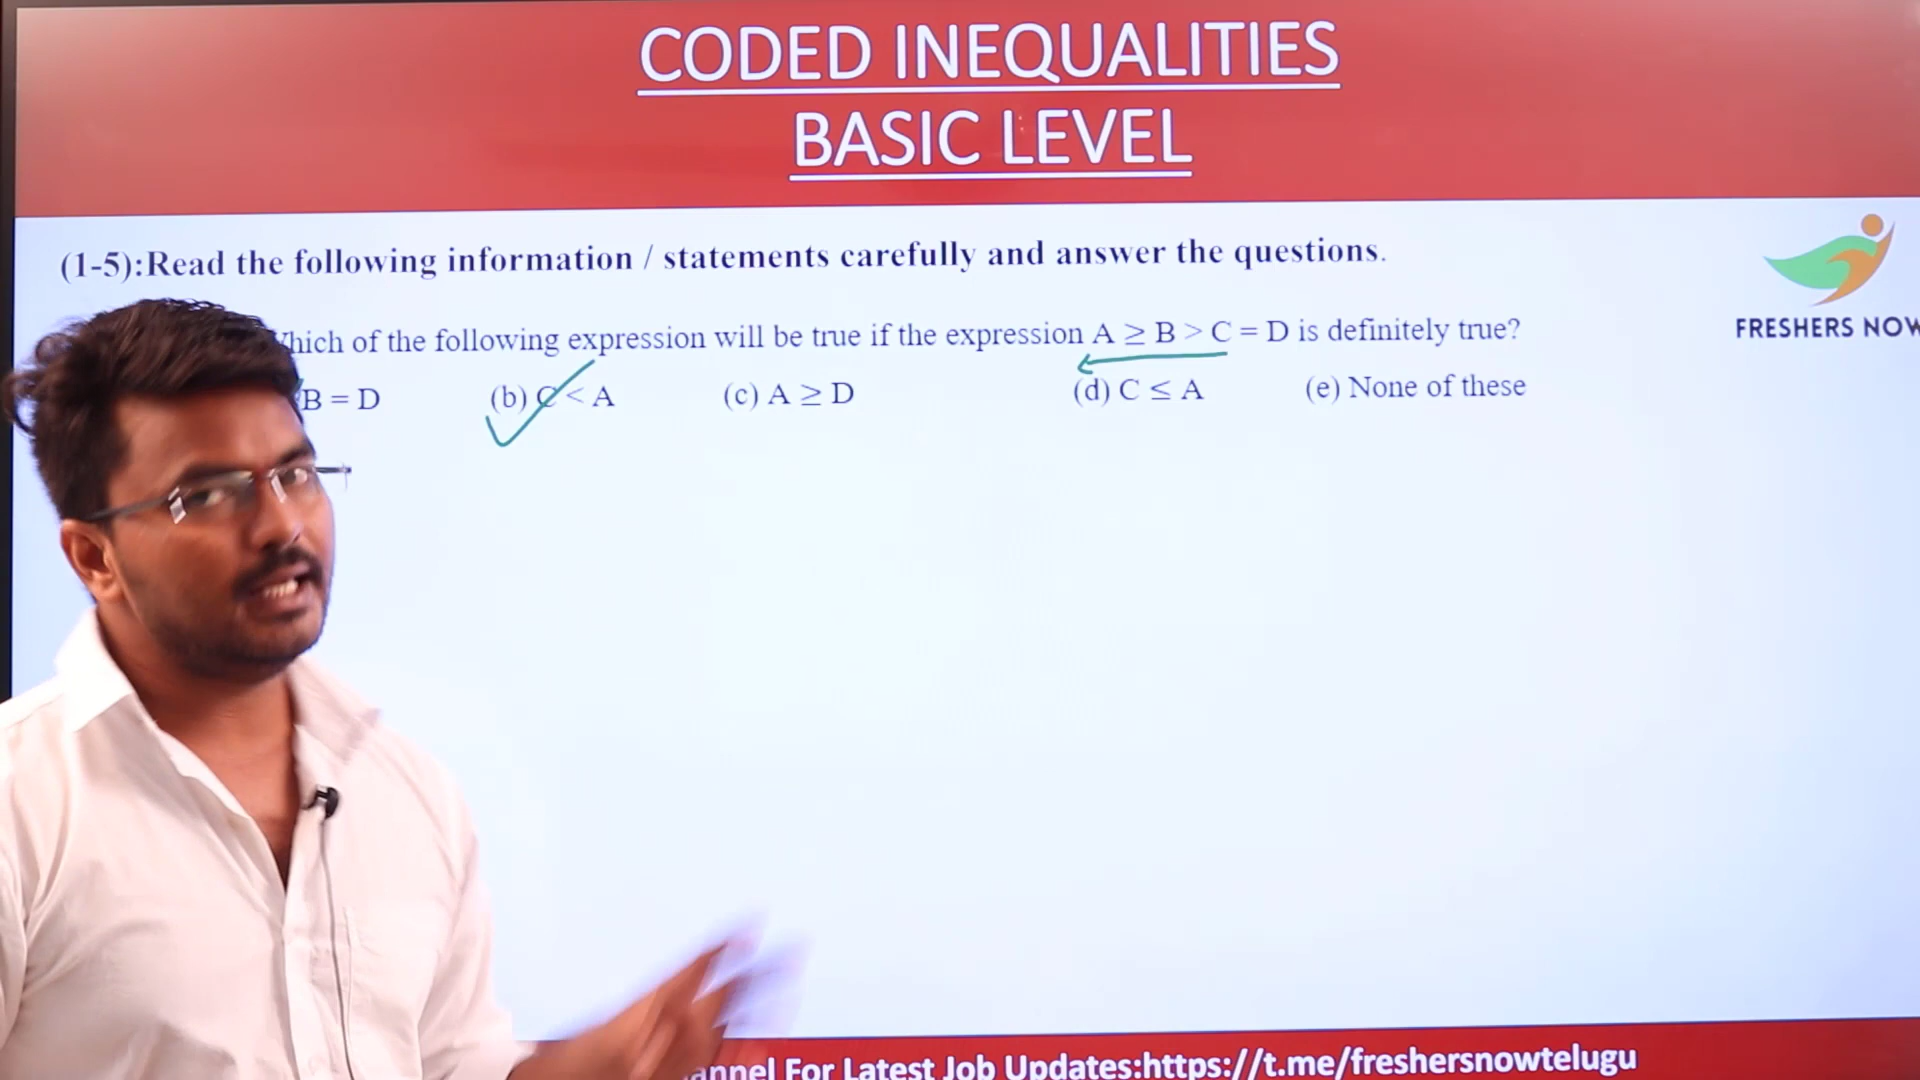 CODED INEQUALITIES
BASIC LEVEL
(1-5):Read the following information / statements carefully and answer the questions.
FRESHERS NOW
of the following expression will be true if the expression A ≥ B > C = D is definitely true?
B = D (b) C < A (c) A ≥ D (d) C ≤ A (e) None of these
For Latest Job Updates:https://t.me/freshersnowtelugu